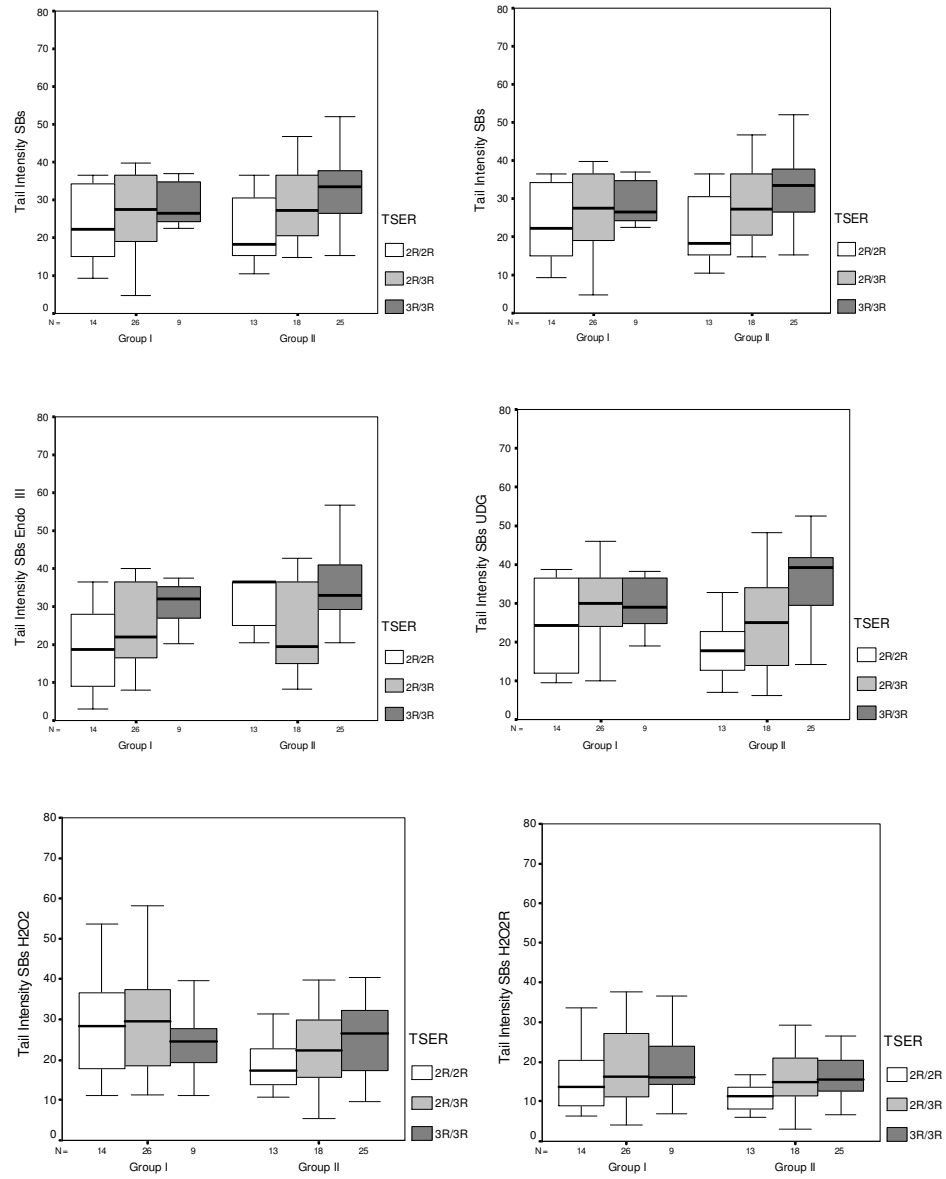 Tail Intensity SBs
80
70
60
50
40
30
20
10
0
N = 14 26 9 13 18 25
Group I Group II
TSER
2R/2R
2R/3R
3R/3R
Tail Intensity SBs
80
70
60
50
40
30
20
10
0
N = 14 26 9 13 18 25
Group I Group II
TSER
2R/2R
2R/3R
3R/3R
Tail Intensity SBs Endo III
80
70
60
50
40
30
20
10
0
N = 14 26 9 13 18 25
Group I Group II
TSER
2R/2R
2R/3R
3R/3R
Tail Intensity SBs UDG
80
70
60
50
40
30
20
10
0
N = 14 26 9 13 18 25
Group I Group II
TSER
2R/2R
2R/3R
3R/3R
Tail Intensity SBs H2O2
80
70
60
50
40
30
20
10
0
N = 14 26 9 13 18 25
Group I Group II
TSER
2R/2R
2R/3R
3R/3R
Tail Intensity SBs H2O2R
80
70
60
50
40
30
20
10
0
N = 14 26 9 13 18 25
Group I Group II
TSER
2R/2R
2R/3R
3R/3R